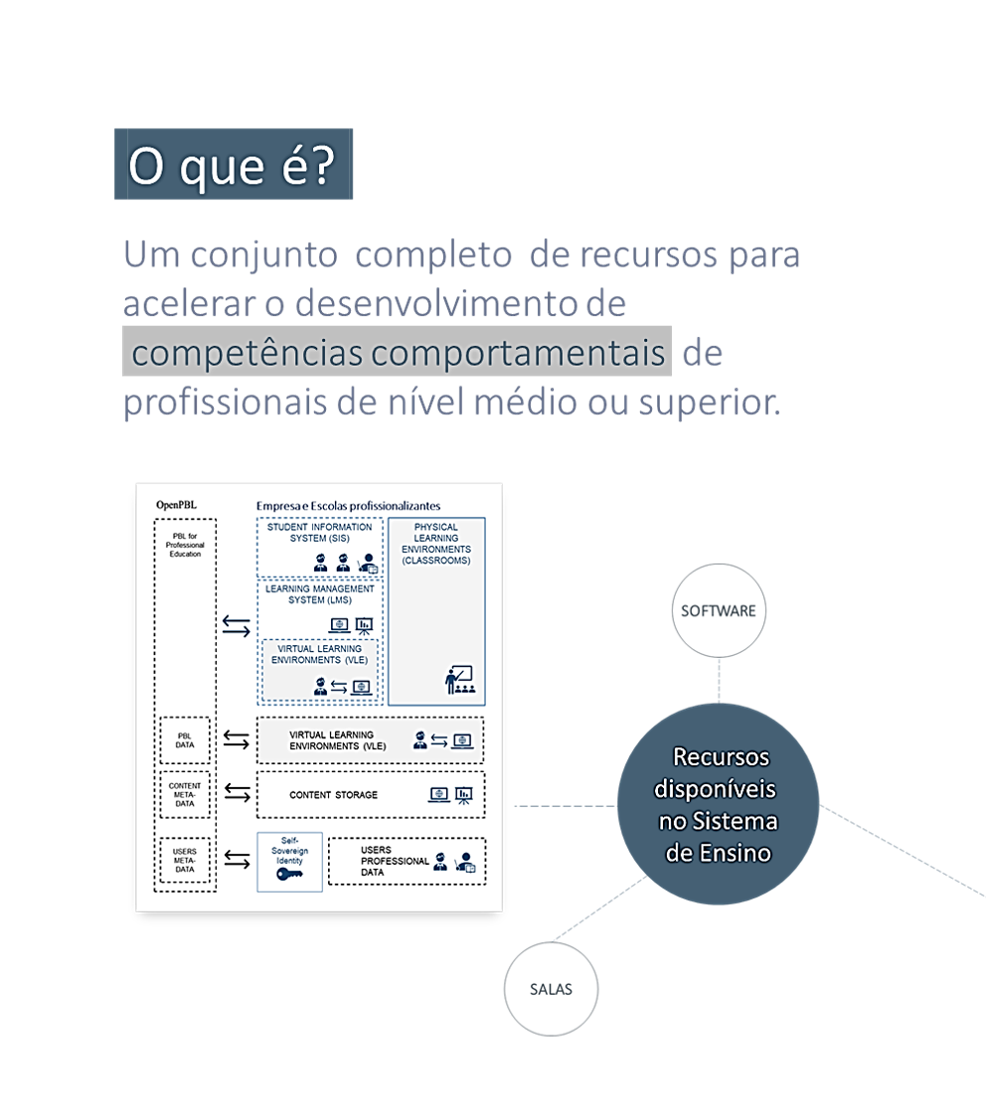 O que é?
Um conjunto completo de recursos para
acelerar o desenvolvimento de
competências comportamentais de
profissionais de nível médio ou superior.
OpenPBL
Empresa e Escolas profissionalizantes
PBL for
Professional
Education
STUDENT INFORMATION
SYSTEM (SIS)
PHYSICAL
LEARNING
ENVIRONMENTS
(CLASSROOMS)
LEARNING MANAGEMENT
SYSTEM (LMS)
VIRTUAL LEARNING
ENVIRONMENTS (VLE)
PBL
DATA
VIRTUAL LEARNING
ENVIRONMENTS (VLE)
CONTENT
META-
DATA
CONTENT STORAGE
USERS
META-
DATA
Self-
Sovereign
Identity
USERS
PROFESSIONAL
DATA
SOFTWARE
Recursos
disponíveis
no Sistema
de Ensino
SALAS